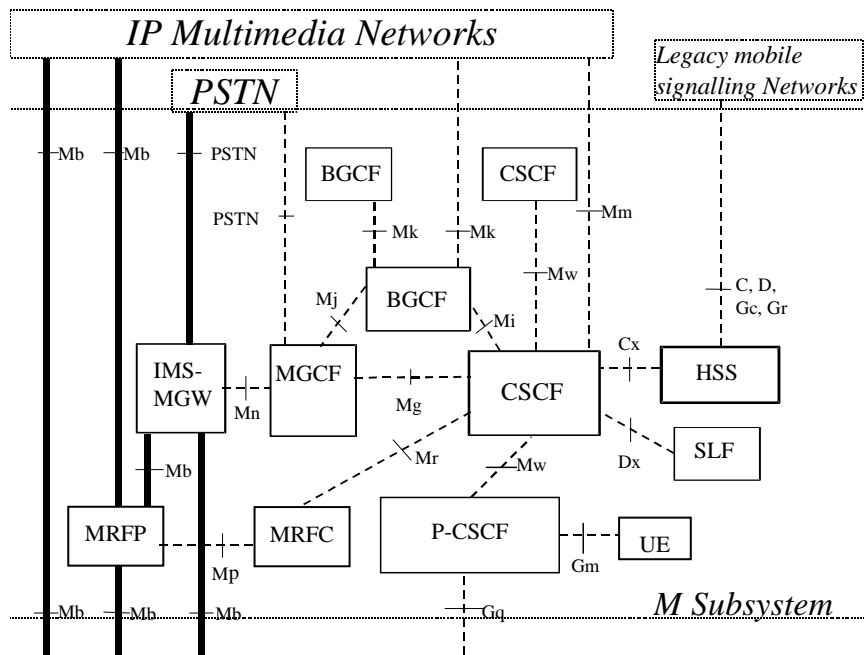 IP Multimedia Networks
Legacy mobile
signalling Networks
PSTN
Mb
Mb
PSTN
BGCF
CSCF
PSTN
Mm
Mk
Mk
Mw
C, D,
Gc, Gr
Mj
BGCF
Mi
Cx
IMS-
MGW
MGCF
CSCF
HSS
Mn
Mg
Mr
Dx
SLF
Mb
Mw
MRFP
MRFC
P-CSCF
UE
Mp
Gm
Mb
Mb
Mb
Gq
M Subsystem